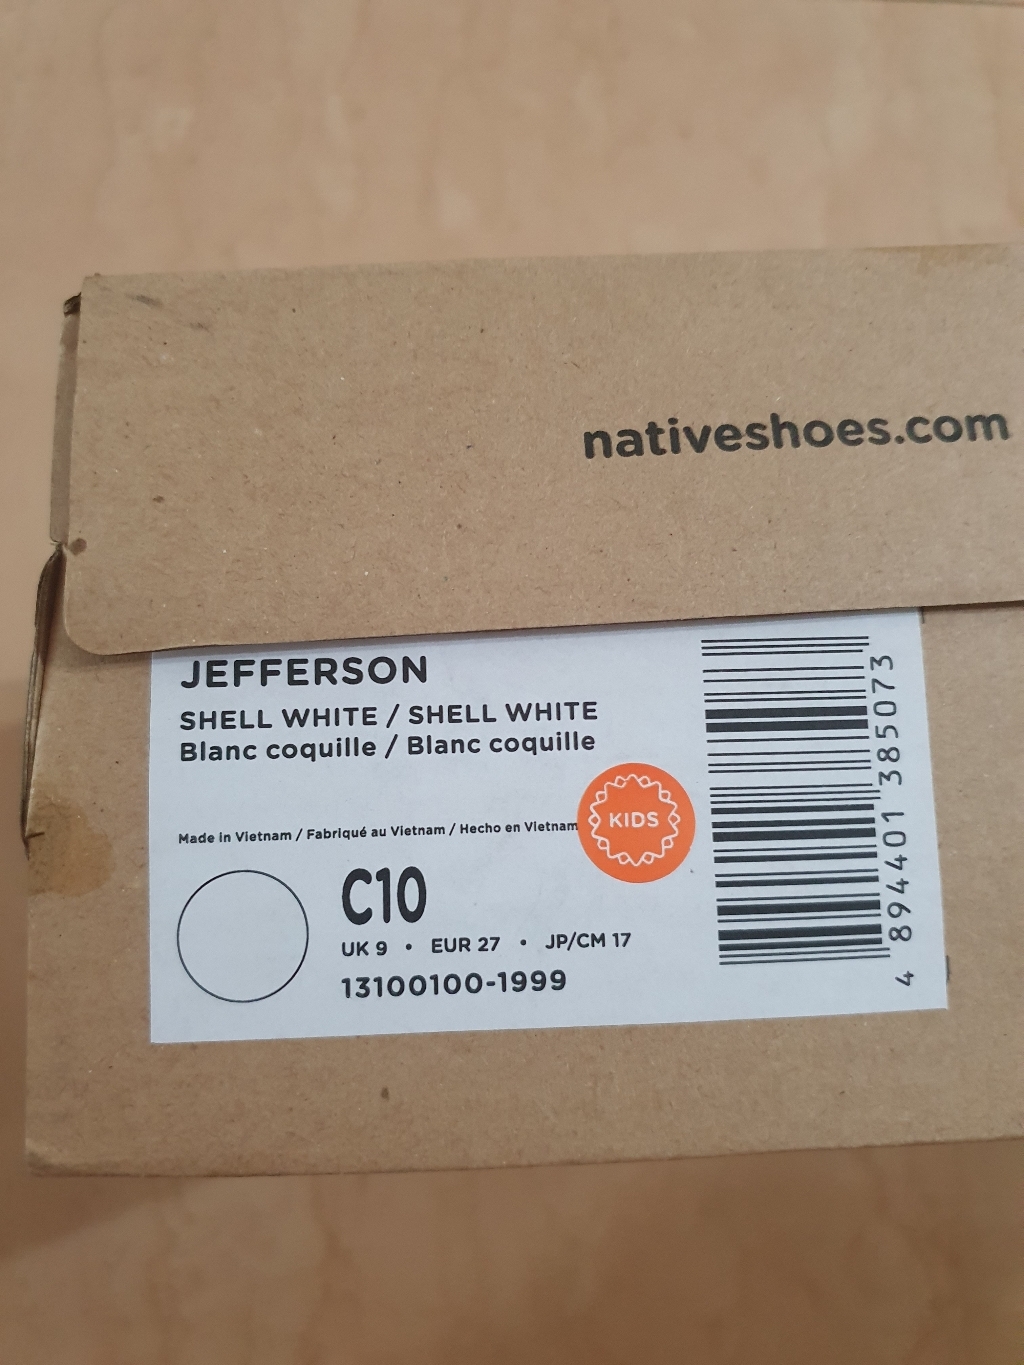 nativeshoes.com
JEFFERSON
SHELL WHITE / SHELL WHITE
Blanc coquille / Blanc coquille
Made in Vietnam / Fabriqué au Vietnam / Hecho en Vietnam
KIDS
C10
UK 9 • EUR 27 • JP/CM 17
13100100-1999
4 894401 385073